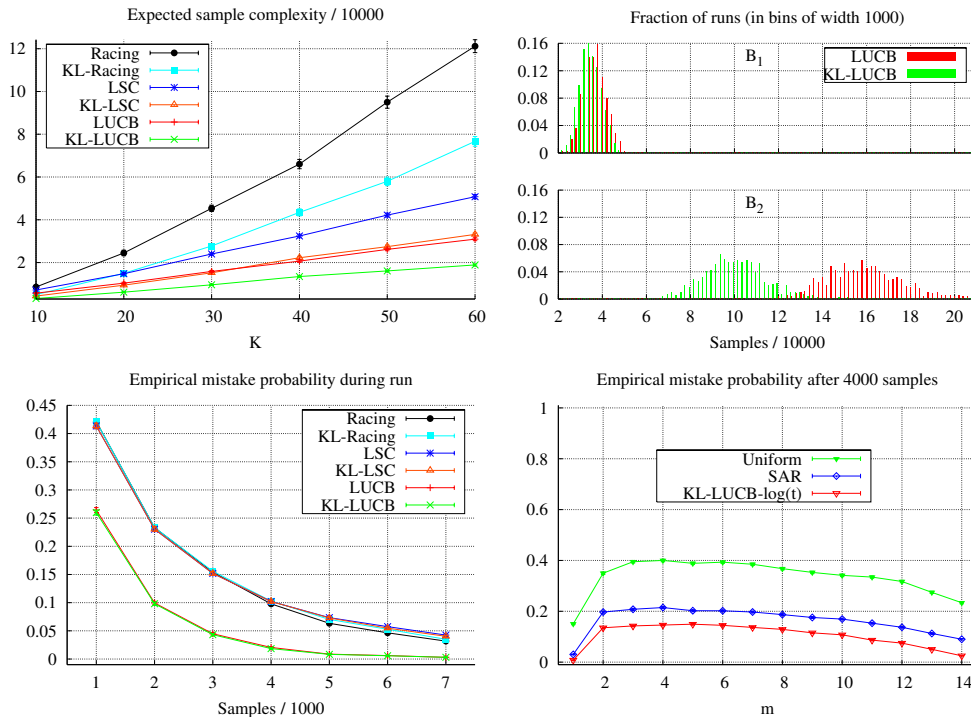 Expected sample complexity / 10000
12
10
8
6
4
2
Racing
KL-Racing
LSC
KL-LSC
LUCB
KL-LUCB
10 20 30 40 50 60
K
Fraction of runs (in bins of width 1000)
0.16
0.12
0.08
0.04
0
B1
LUCB
KL-LUCB
0.16
0.12
0.08
0.04
0
B2
2 4 6 8 10 12 14 16 18 20
Samples / 10000
Empirical mistake probability during run
0.45
0.4
0.35
0.3
0.25
0.2
0.15
0.1
0.05
0
Racing
KL-Racing
LSC
KL-LSC
LUCB
KL-LUCB
1 2 3 4 5 6 7
Samples / 1000
Empirical mistake probability after 4000 samples
1
0.8
0.6
0.4
0.2
0
Uniform
SAR
KL-LUCB-log(t)
2 4 6 8 10 12 14
m